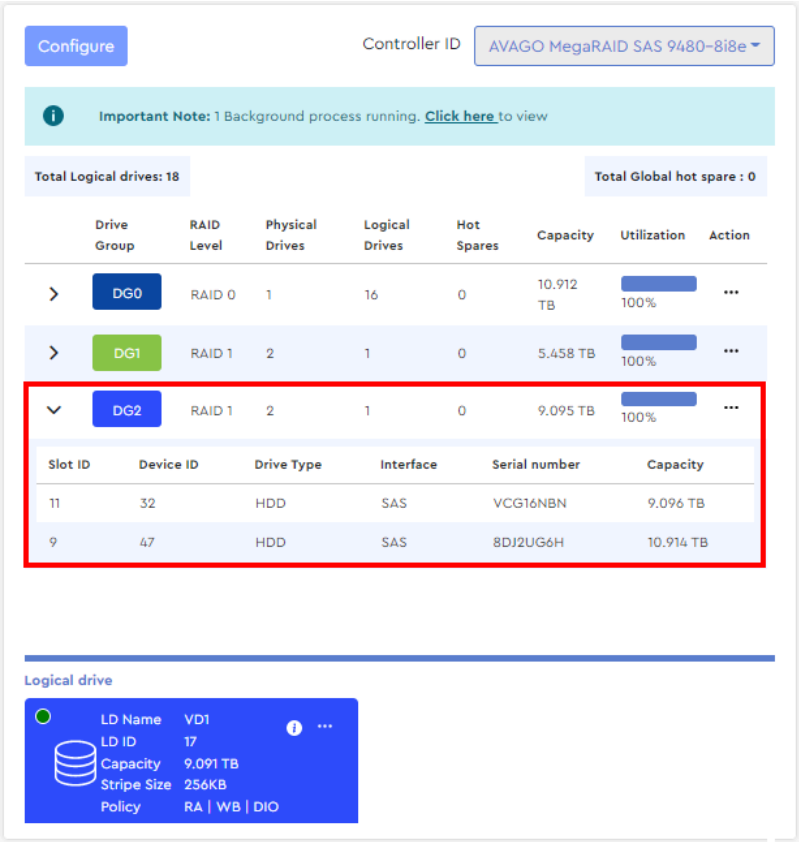 Configure Controller ID AVAGO MegaRAID SAS 9480-8i8e
Important Note: 1 Background process running. Click here to view
Total Logical drives: 18 Total Global hot spare : 0
Drive Group RAID Level Physical Drives Logical Drives Hot Spares Capacity Utilization Action
DG0 RAID 0 1 16 0 10.912 TB 100% ...
DG1 RAID 1 2 1 0 5.458 TB 100% ...
DG2 RAID 1 2 1 0 9.095 TB 100% ...
Slot ID Device ID Drive Type Interface Serial number Capacity
11 32 HDD SAS VCG16NBN 9.096 TB
9 47 HDD SAS 8DJ2UG6H 10.914 TB
Logical drive
LD Name VD1
LD ID 17
Capacity 9.091 TB
Stripe Size 256KB
Policy RA | WB | DIO